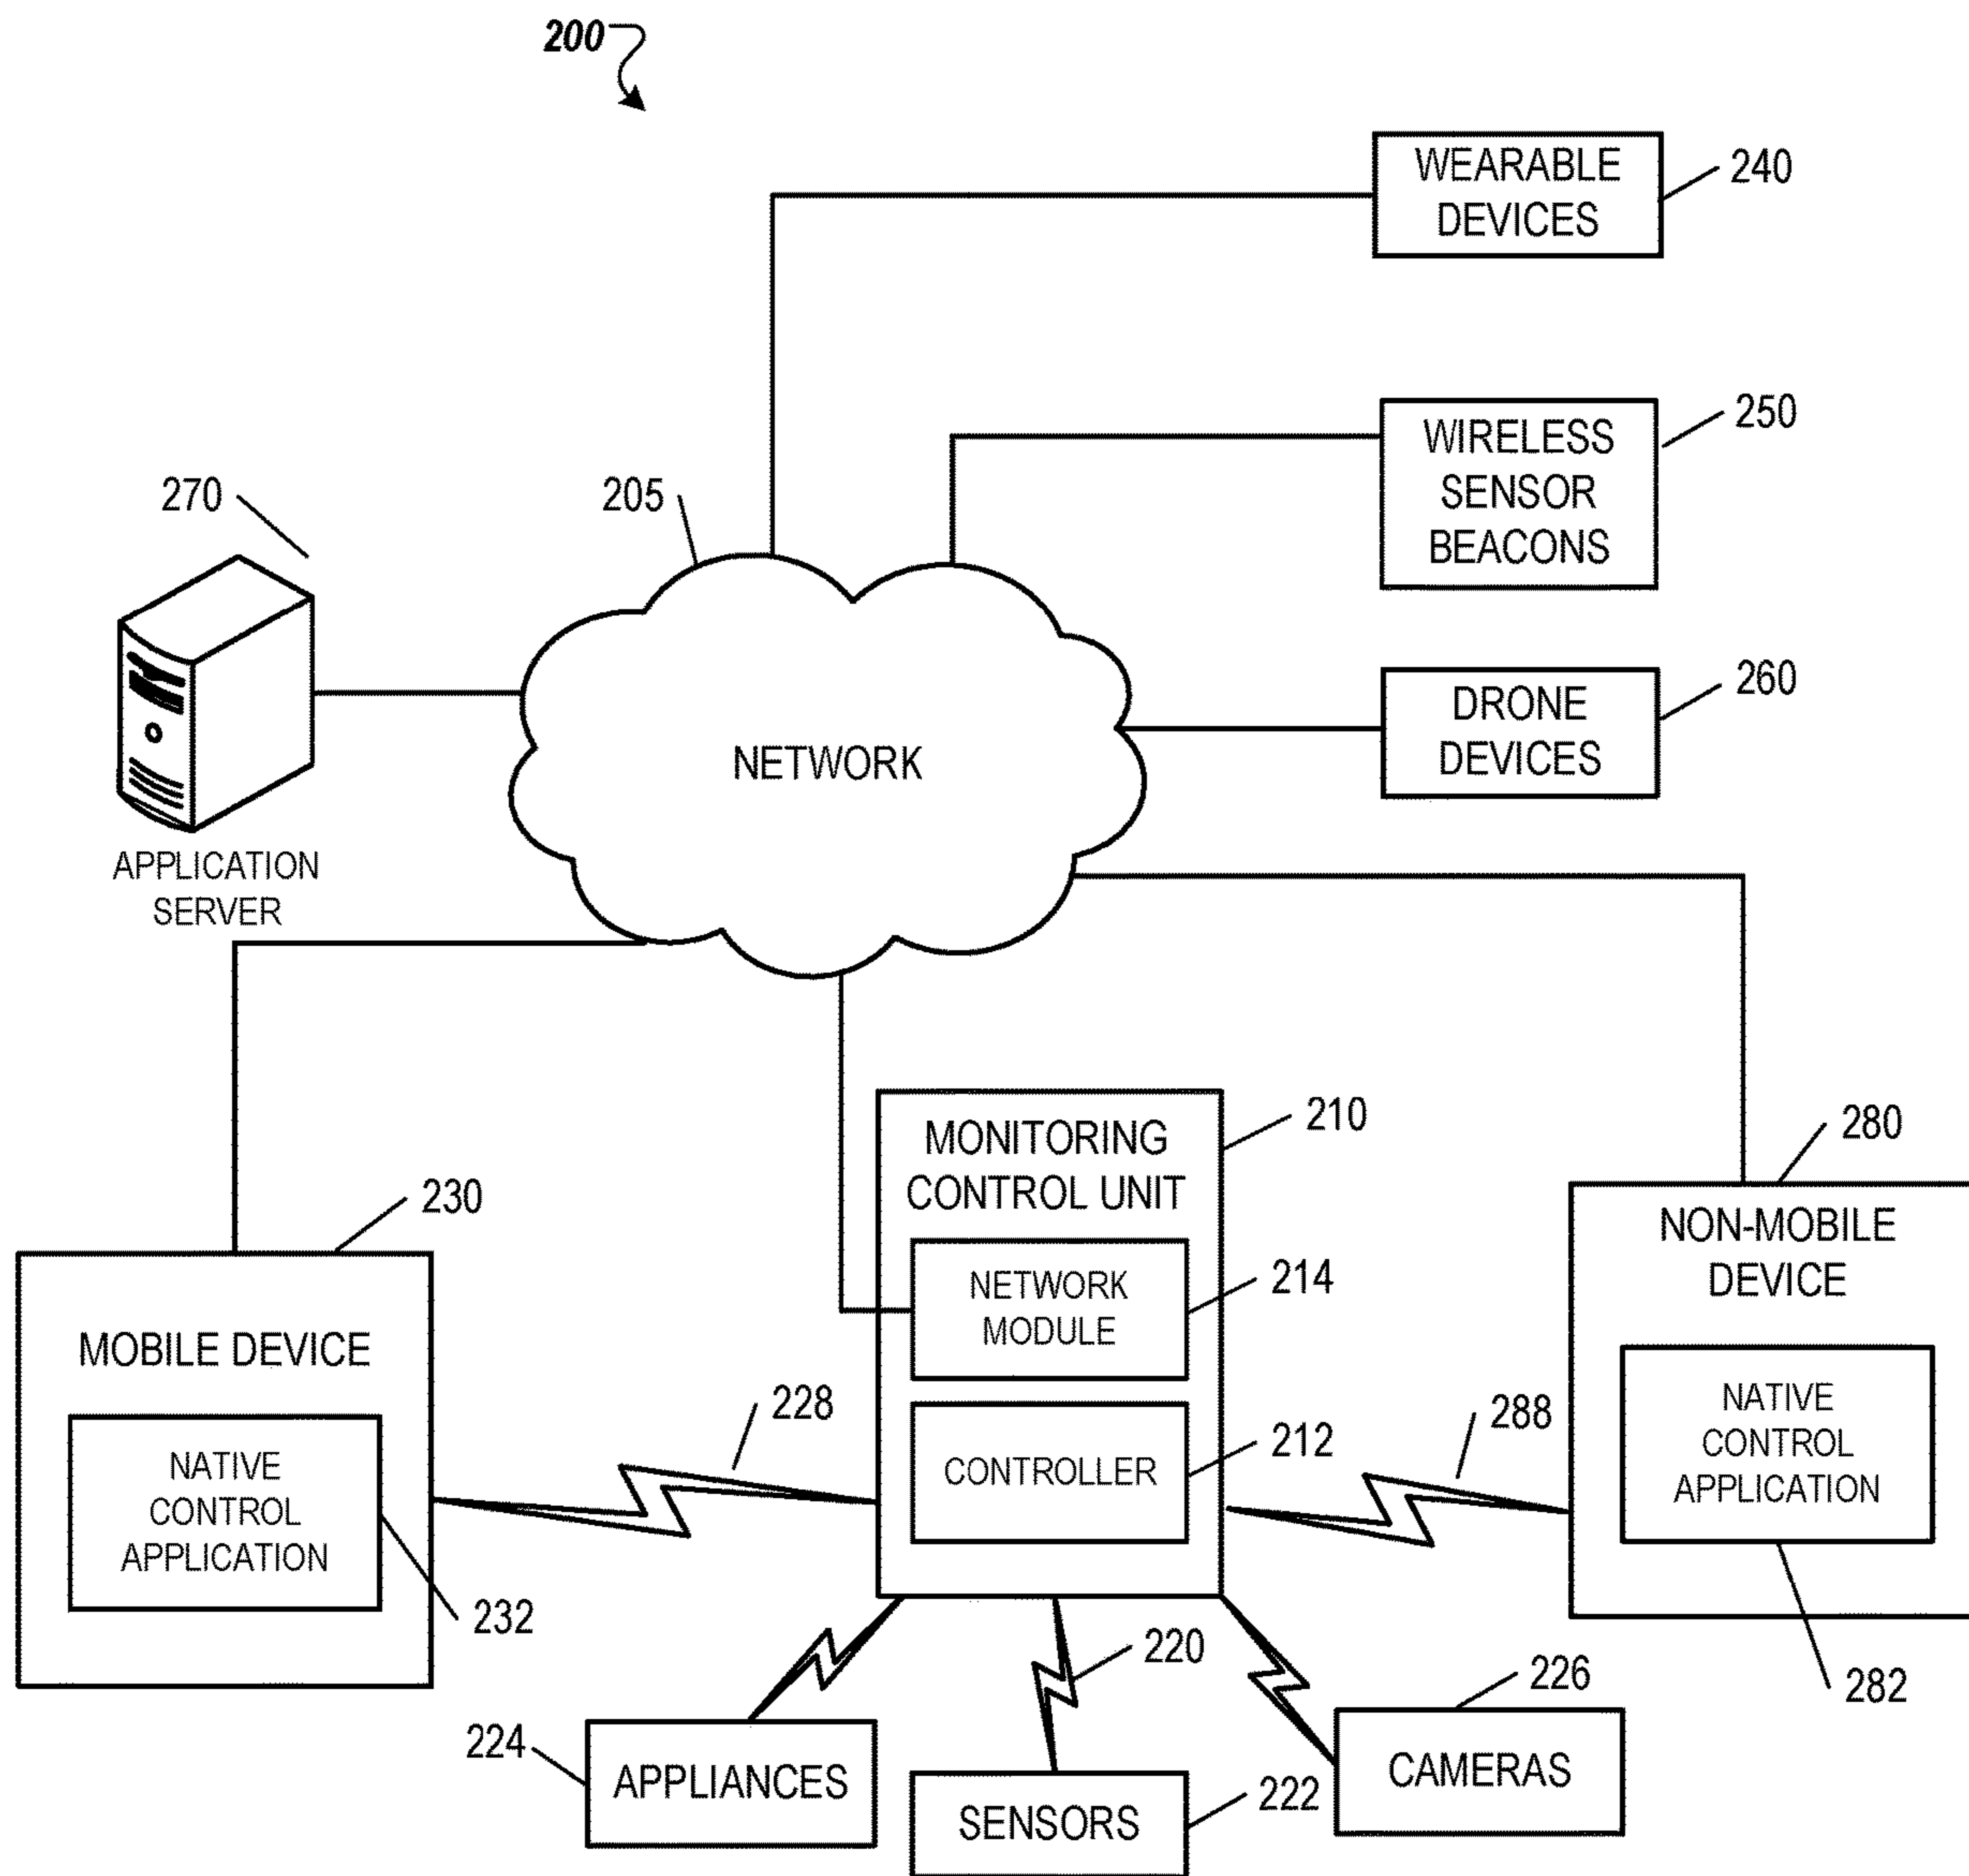 200
WEARABLE
DEVICES
240
WIRELESS
SENSOR
BEACONS
250
270
205
DRONE
DEVICES
260
NETWORK
APPLICATION
SERVER
MONITORING
CONTROL UNIT
210
280
230
NON-MOBILE
DEVICE
NETWORK
MODULE
214
MOBILE DEVICE
228
CONTROLLER
212
288
NATIVE
CONTROL
APPLICATION
NATIVE
CONTROL
APPLICATION
232
220
226
282
224
APPLIANCES
CAMERAS
SENSORS
222